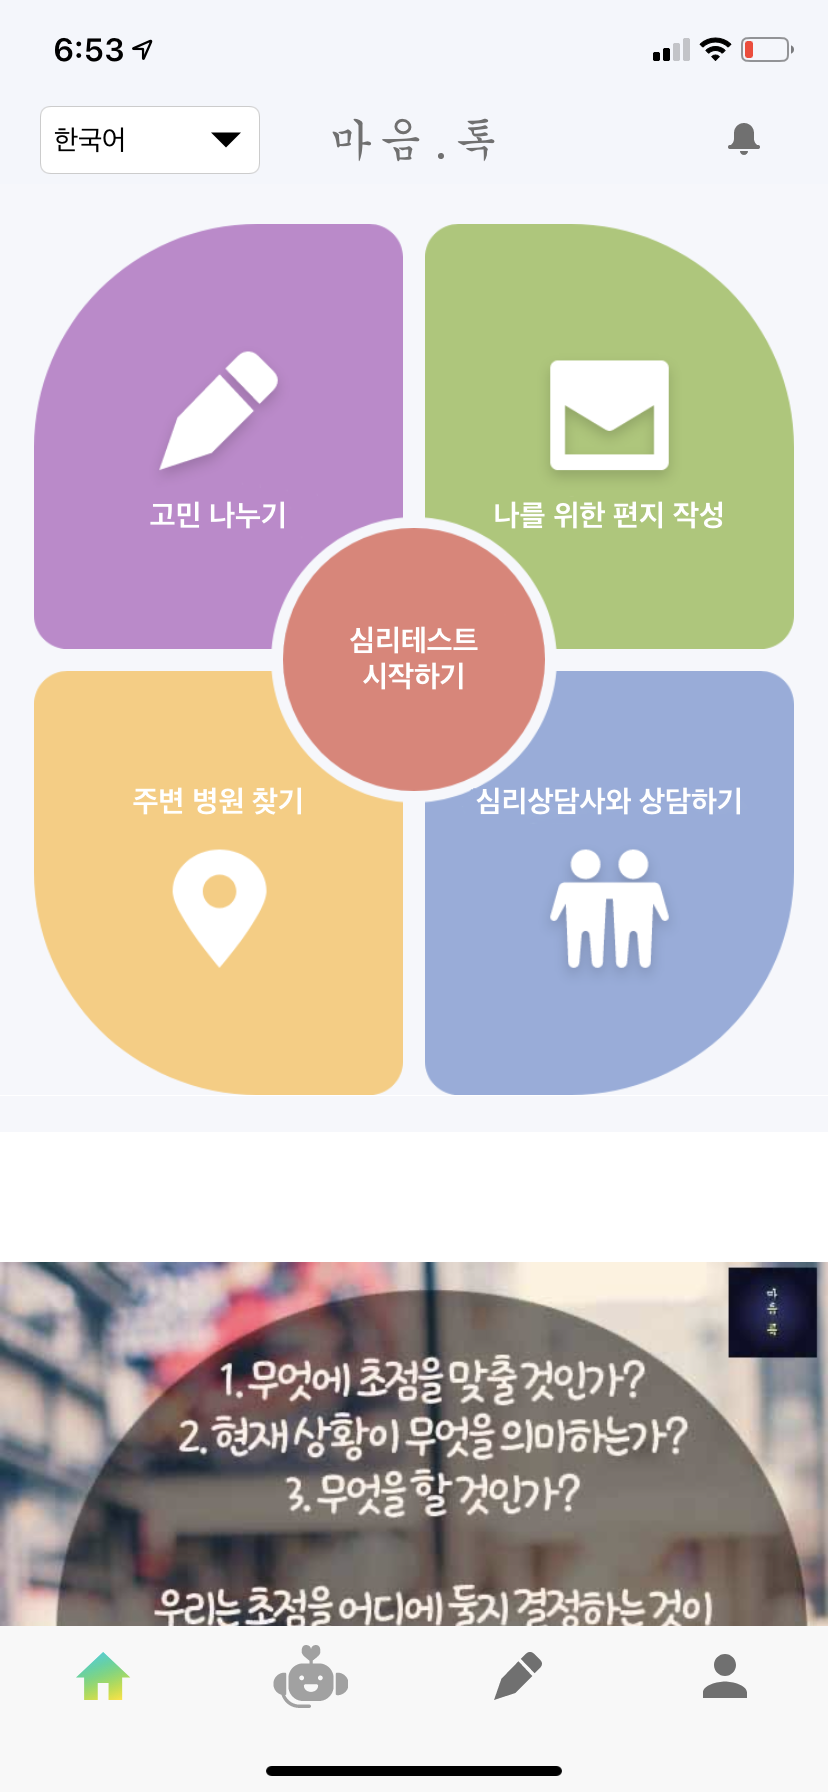 6:53
한국어
마음.톡
고민 나누기
나를 위한 편지 작성
심리테스트
시작하기
주변 병원 찾기
심리상담사와 상담하기
마
음
톡
1. 무엇에 초점을 맞출 것인가?
2. 현재 상황이 무엇을 의미하는가?
3. 무엇을 할 것인가?
우리는 초점을 어디에 둘지 결정하는 것이